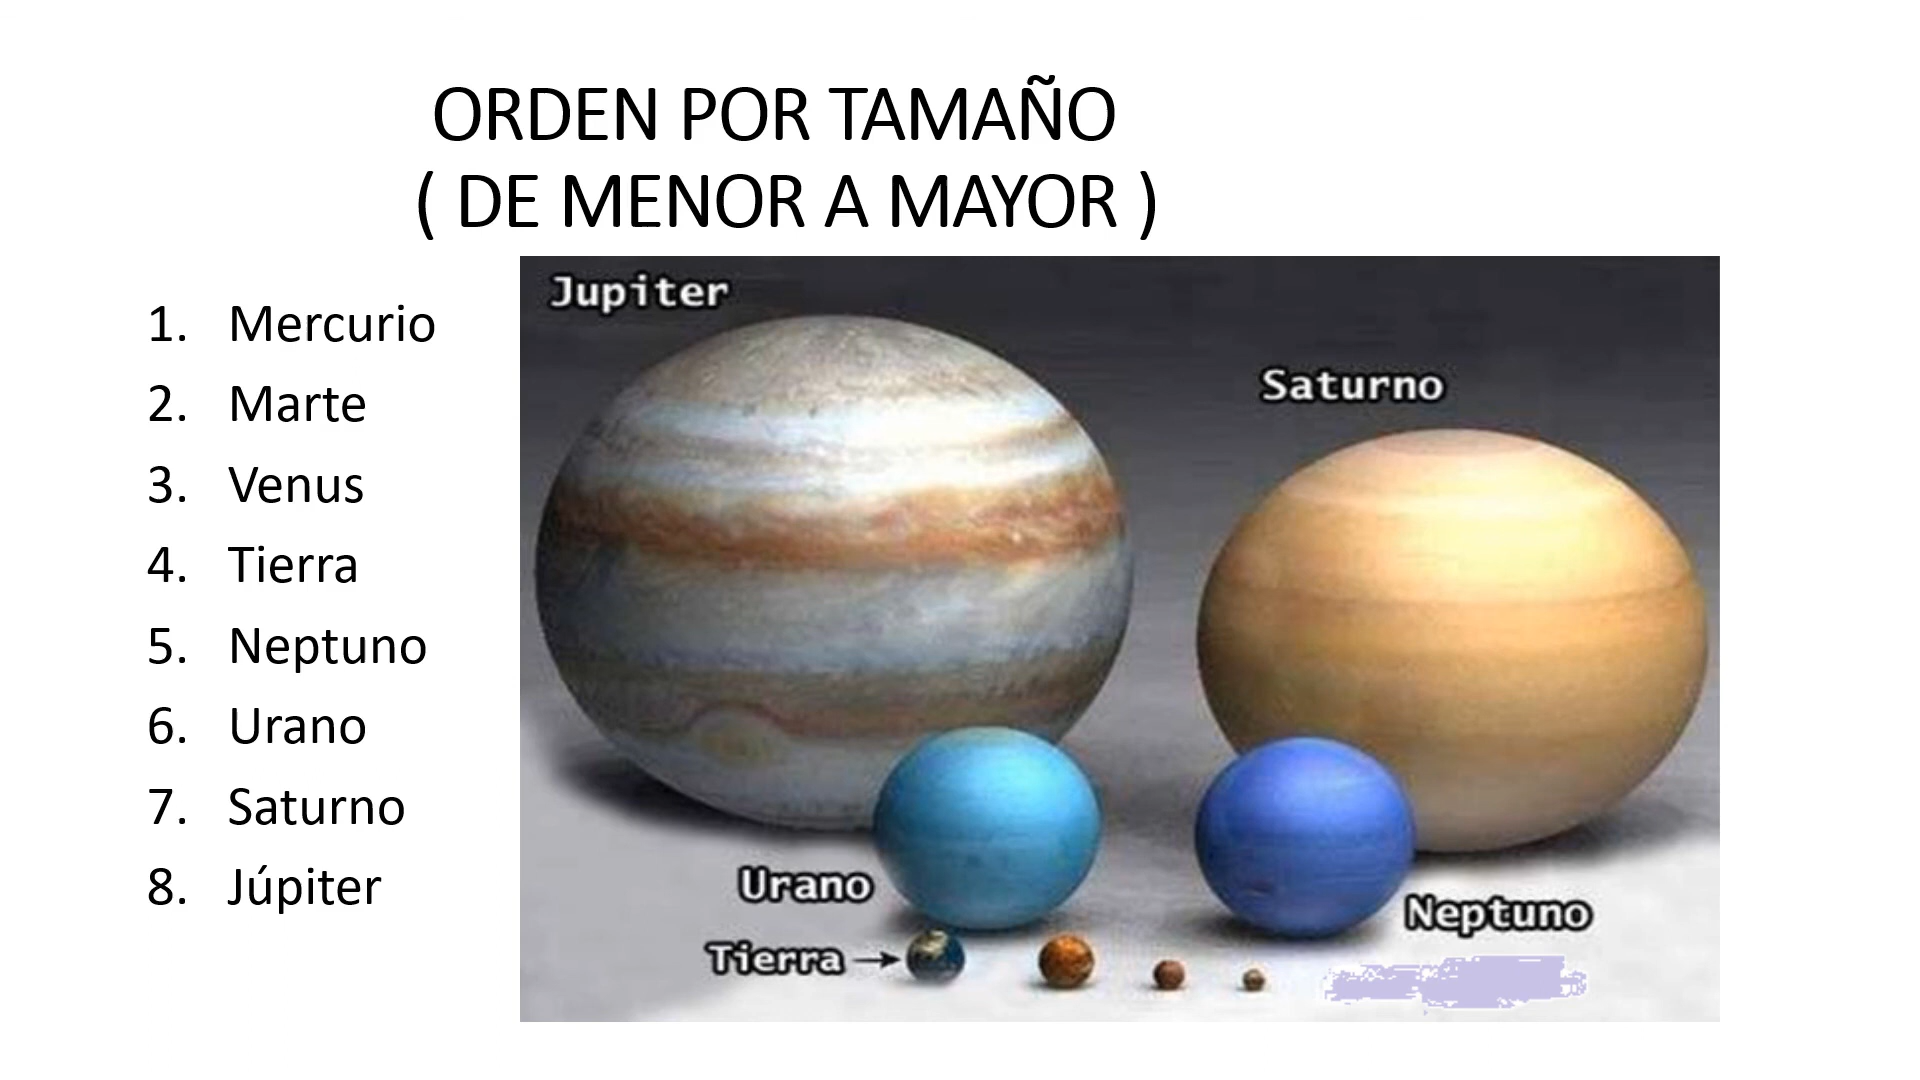 ORDEN POR TAMAÑO
( DE MENOR A MAYOR )
1. Mercurio
2. Marte
3. Venus
4. Tierra
5. Neptuno
6. Urano
7. Saturno
8. Júpiter
Jupiter
Saturno
Urano
Neptuno
Tierra